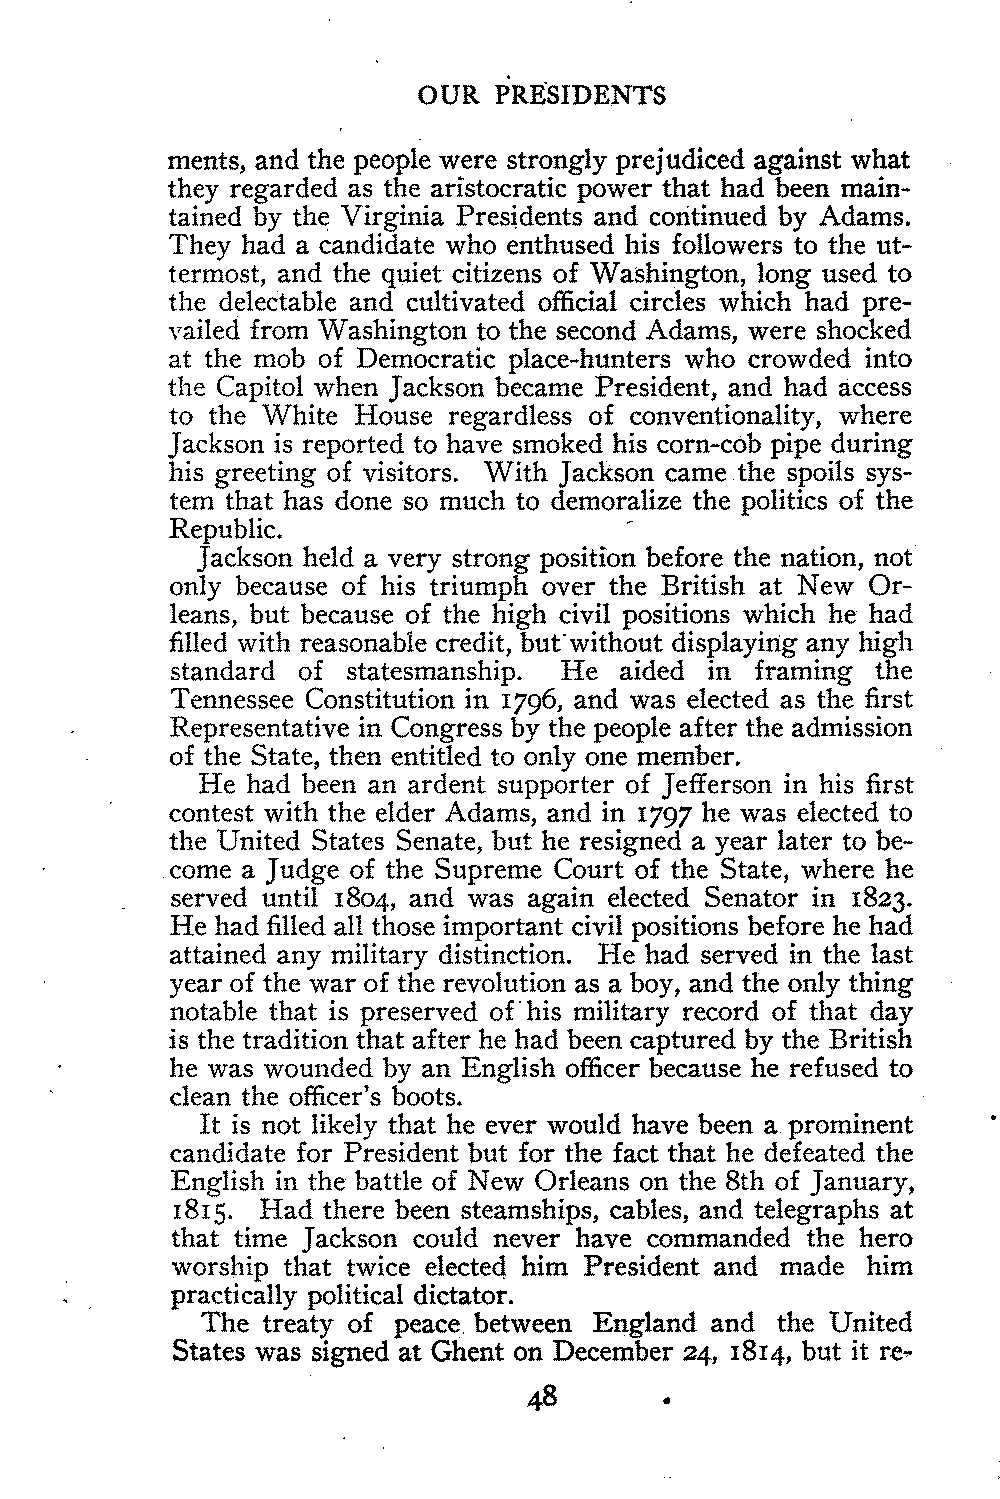 OUR PRESIDENTS
ments, and the people were strongly prejudiced against what
they regarded as the aristocratic power that had been main-
tained by the Virginia Presidents and continued by Adams.
They had a candidate who enthused his followers to the ut-
termost, and the quiet citizens of Washington, long used to
the delectable and cultivated official circles which had pre-
vailed from Washington to the second Adams, were shocked
at the mob of Democratic place-hunters who crowded into
the Capitol when Jackson became President, and had access
to the White House regardless of conventionality, where
Jackson is reported to have smoked his corn-cob pipe during
his greeting of visitors. With Jackson came the spoils sys-
tem that has done so much to demoralize the politics of the
Republic.
Jackson held a very strong position before the nation, not
only because of his triumph over the British at New Or-
leans, but because of the high civil positions which he had
filled with reasonable credit, but without displaying any high
standard of statesmanship. He aided in framing the
Tennessee Constitution in 1796, and was elected as the first
Representative in Congress by the people after the admission
of the State, then entitled to only one member.
He had been an ardent supporter of Jefferson in his first
contest with the elder Adams, and in 1797 he was elected to
the United States Senate, but he resigned a year later to be-
come a Judge of the Supreme Court of the State, where he
served until 1804, and was again elected Senator in 1823.
He had filled all those important civil positions before he had
attained any military distinction. He had served in the last
year of the war of the revolution as a boy, and the only thing
notable that is preserved of his military record of that day
is the tradition that after he had been captured by the British
he was wounded by an English officer because he refused to
clean the officer's boots.
It is not likely that he ever would have been a prominent
candidate for President but for the fact that he defeated the
English in the battle of New Orleans on the 8th of January,
1815. Had there been steamships, cables, and telegraphs at
that time Jackson could never have commanded the hero
worship that twice elected him President and made him
practically political dictator.
The treaty of peace between England and the United
States was signed at Ghent on December 24, 1814, but it re-
48